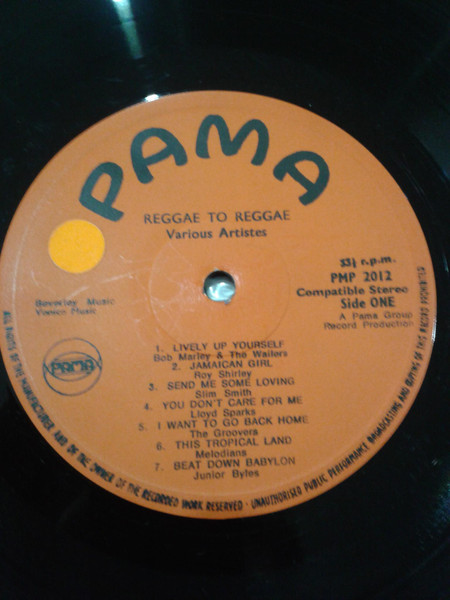 PAMA
REGGAE TO REGGAE
Various Artistes
33⅓ r.p.m.
PMP 2012
Compatible Stereo
Side ONE
A Pama Group
Record Production
Beverley Music
Veeven Music
PAMA
1. LIVELY UP YOURSELF
Bob Marley & The Wailers
2. JAMAICAN GIRL
Roy Shirley
3. SEND ME SOME LOVING
Slim Smith
4. YOU DON'T CARE FOR ME
Lloyd Sparks
5. I WANT TO GO BACK HOME
The Groovers
6. THIS TROPICAL LAND
Melodians
7. BEAT DOWN BABYLON
Junior Byles
ALL RIGHTS OF THE MANUFACTURER AND OF THE OWNER OF THE RECORDED WORK RESERVED · UNAUTHORISED PUBLIC PERFORMANCE BROADCASTING AND COPYING OF THIS RECORD PROHIBITED